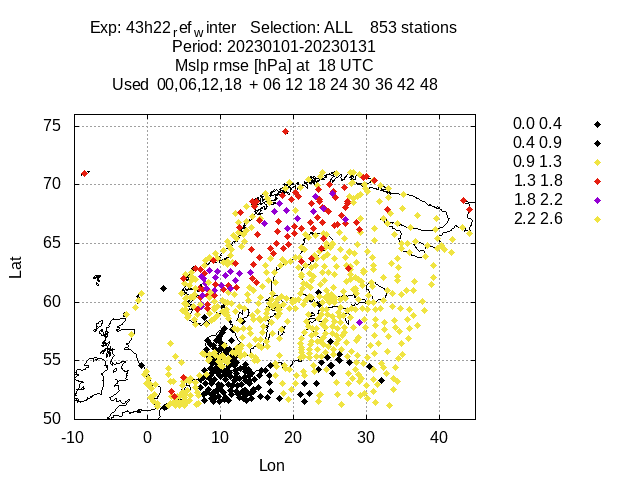 Exp: 43h22ref winter   Selection: ALL    853 stations
Period: 20230101-20230131
Mslp rmse [hPa] at  18 UTC
Used  00,06,12,18  + 06 12 18 24 30 36 42 48
0.0 0.4
0.4 0.9
0.9 1.3
1.3 1.8
1.8 2.2
2.2 2.6
75
70
65
60
55
50
Lat
-10 0 10 20 30 40
Lon